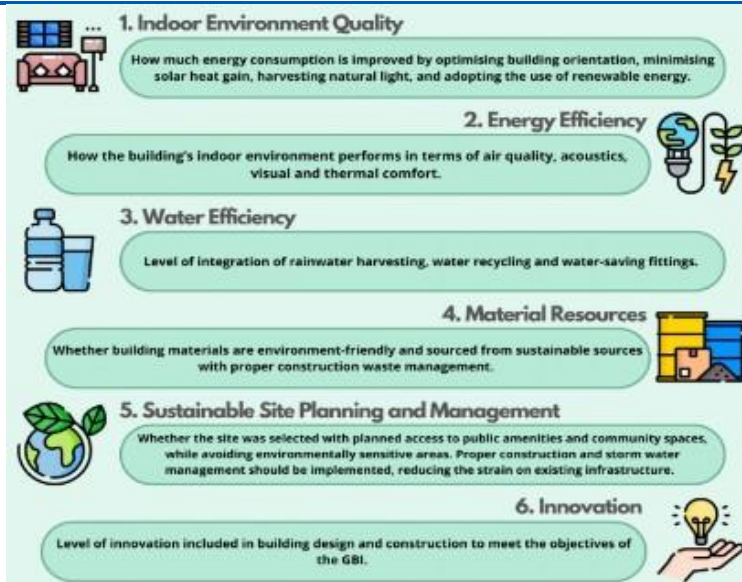 1. Indoor Environment Quality
How much energy consumption is improved by optimising building orientation, minimising
solar heat gain, harvesting natural light, and adopting the use of renewable energy.
2. Energy Efficiency
How the building's indoor environment performs in terms of air quality, acoustics,
visual and thermal comfort.
3. Water Efficiency
Level of integration of rainwater harvesting, water recycling and water-saving fittings.
4. Material Resources
Whether building materials are environment-friendly and sourced from sustainable sources
with proper construction waste management.
5. Sustainable Site Planning and Management
Whether the site was selected with planned access to public amenities and community spaces,
while avoiding environmentally sensitive areas. Proper construction and storm water
management should be implemented, reducing the strain on existing infrastructure.
6. Innovation
Level of innovation included in building design and construction to meet the objectives of
the GBI.